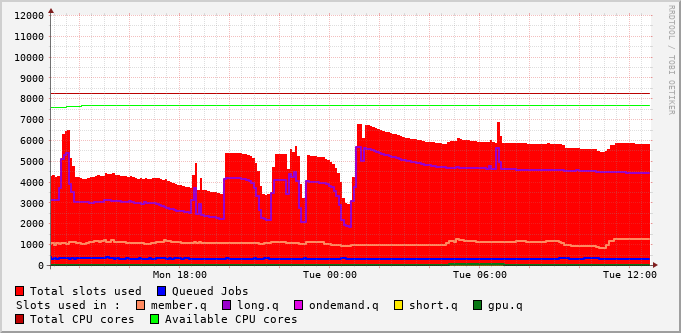 12000
11000
10000
9000
8000
7000
6000
5000
4000
3000
2000
1000
0
Mon 18:00 Tue 00:00 Tue 06:00 Tue 12:00
RRDTOOL / TOBI OETIKER
Total slots used Queued Jobs
Slots used in : member.q long.q ondemand.q short.q gpu.q
Total CPU cores Available CPU cores